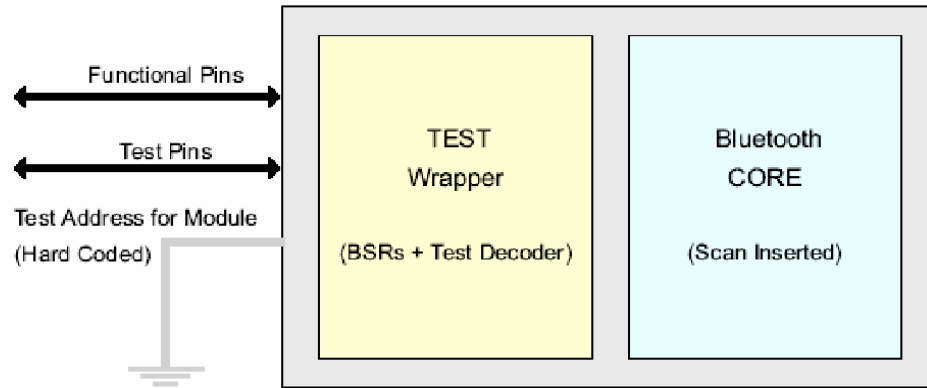 Functional Pins
Test Pins
Test Address for Module
(Hard Coded)
TEST
Wrapper
(BSRs + Test Decoder)
Bluetooth
CORE
(Scan Inserted)